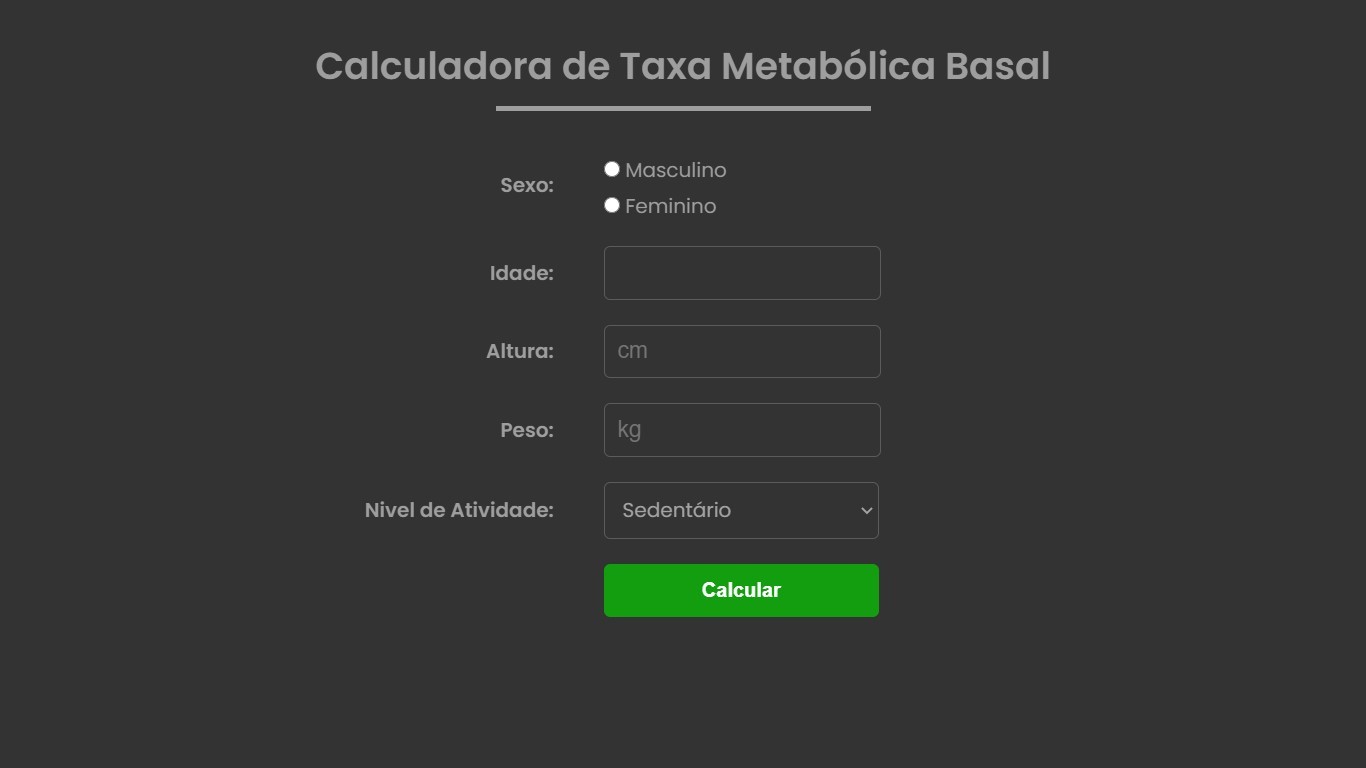 Calculadora de Taxa Metabólica Basal
Sexo:
Masculino
Feminino
Idade:
Altura:
cm
Peso:
kg
Nivel de Atividade:
Sedentário
Calcular